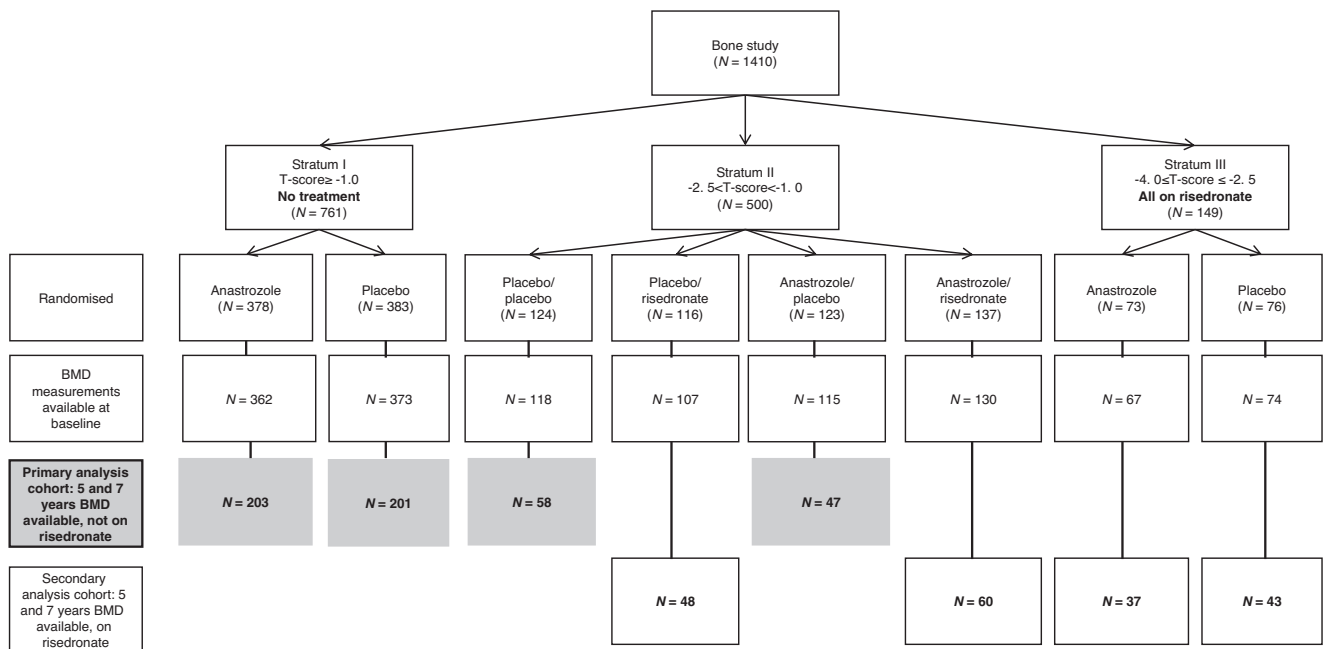 Bone study
(N = 1410)
Stratum I
T-score≥ -1.0
No treatment
(N = 761)
Stratum II
-2. 5<T-score<-1. 0
(N = 500)
Stratum III
-4. 0≤T-score ≤ -2. 5
All on risedronate
(N = 149)
Randomised
Anastrozole
(N = 378)
Placebo
(N = 383)
Placebo/
placebo
(N = 124)
Placebo/
risedronate
(N = 116)
Anastrozole/
placebo
(N = 123)
Anastrozole/
risedronate
(N = 137)
Anastrozole
(N = 73)
Placebo
(N = 76)
BMD
measurements
available at
baseline
N = 362
N = 373
N = 118
N = 107
N = 115
N = 130
N = 67
N = 74
Primary analysis
cohort: 5 and 7
years BMD
available, not on
risedronate
N = 203
N = 201
N = 58
N = 47
Secondary
analysis cohort: 5
and 7 years BMD
available, on
risedronate
N = 48
N = 60
N = 37
N = 43